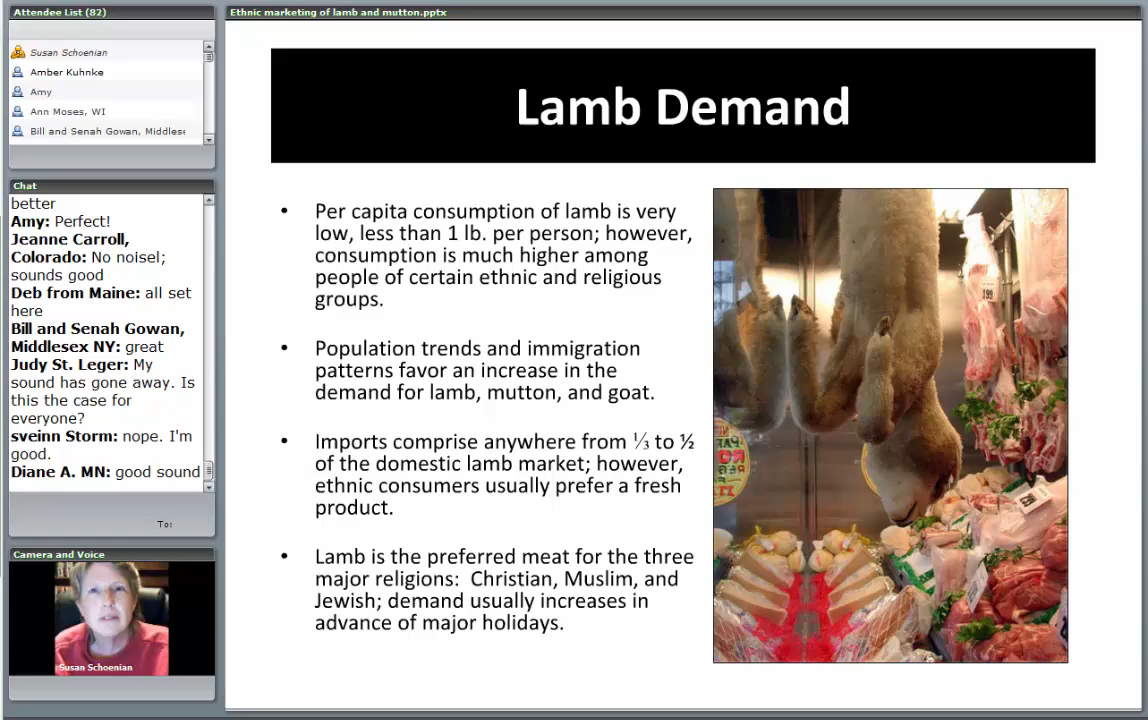 Attendee List (82)
Susan Schoenian
Amber Kuhnke
Amy
Ann Moses, WI
Bill and Senah Gowan, Middlese
Chat
better
Amy: Perfect!
Jeanne Carroll,
Colorado: No noisel;
sounds good
Deb from Maine: all set
here
Bill and Senah Gowan,
Middlesex NY: great
Judy St. Leger: My
sound has gone away. Is
this the case for
everyone?
sveinn Storm: nope. I'm
good.
Diane A. MN: good sound
To:
Camera and Voice
Susan Schoenian
Ethnic marketing of lamb and mutton.pptx
Lamb Demand
• Per capita consumption of lamb is very
low, less than 1 lb. per person; however,
consumption is much higher among
people of certain ethnic and religious
groups.
• Population trends and immigration
patterns favor an increase in the
demand for lamb, mutton, and goat.
• Imports comprise anywhere from ⅓ to ½
of the domestic lamb market; however,
ethnic consumers usually prefer a fresh
product.
• Lamb is the preferred meat for the three
major religions:  Christian, Muslim, and
Jewish; demand usually increases in
advance of major holidays.
199